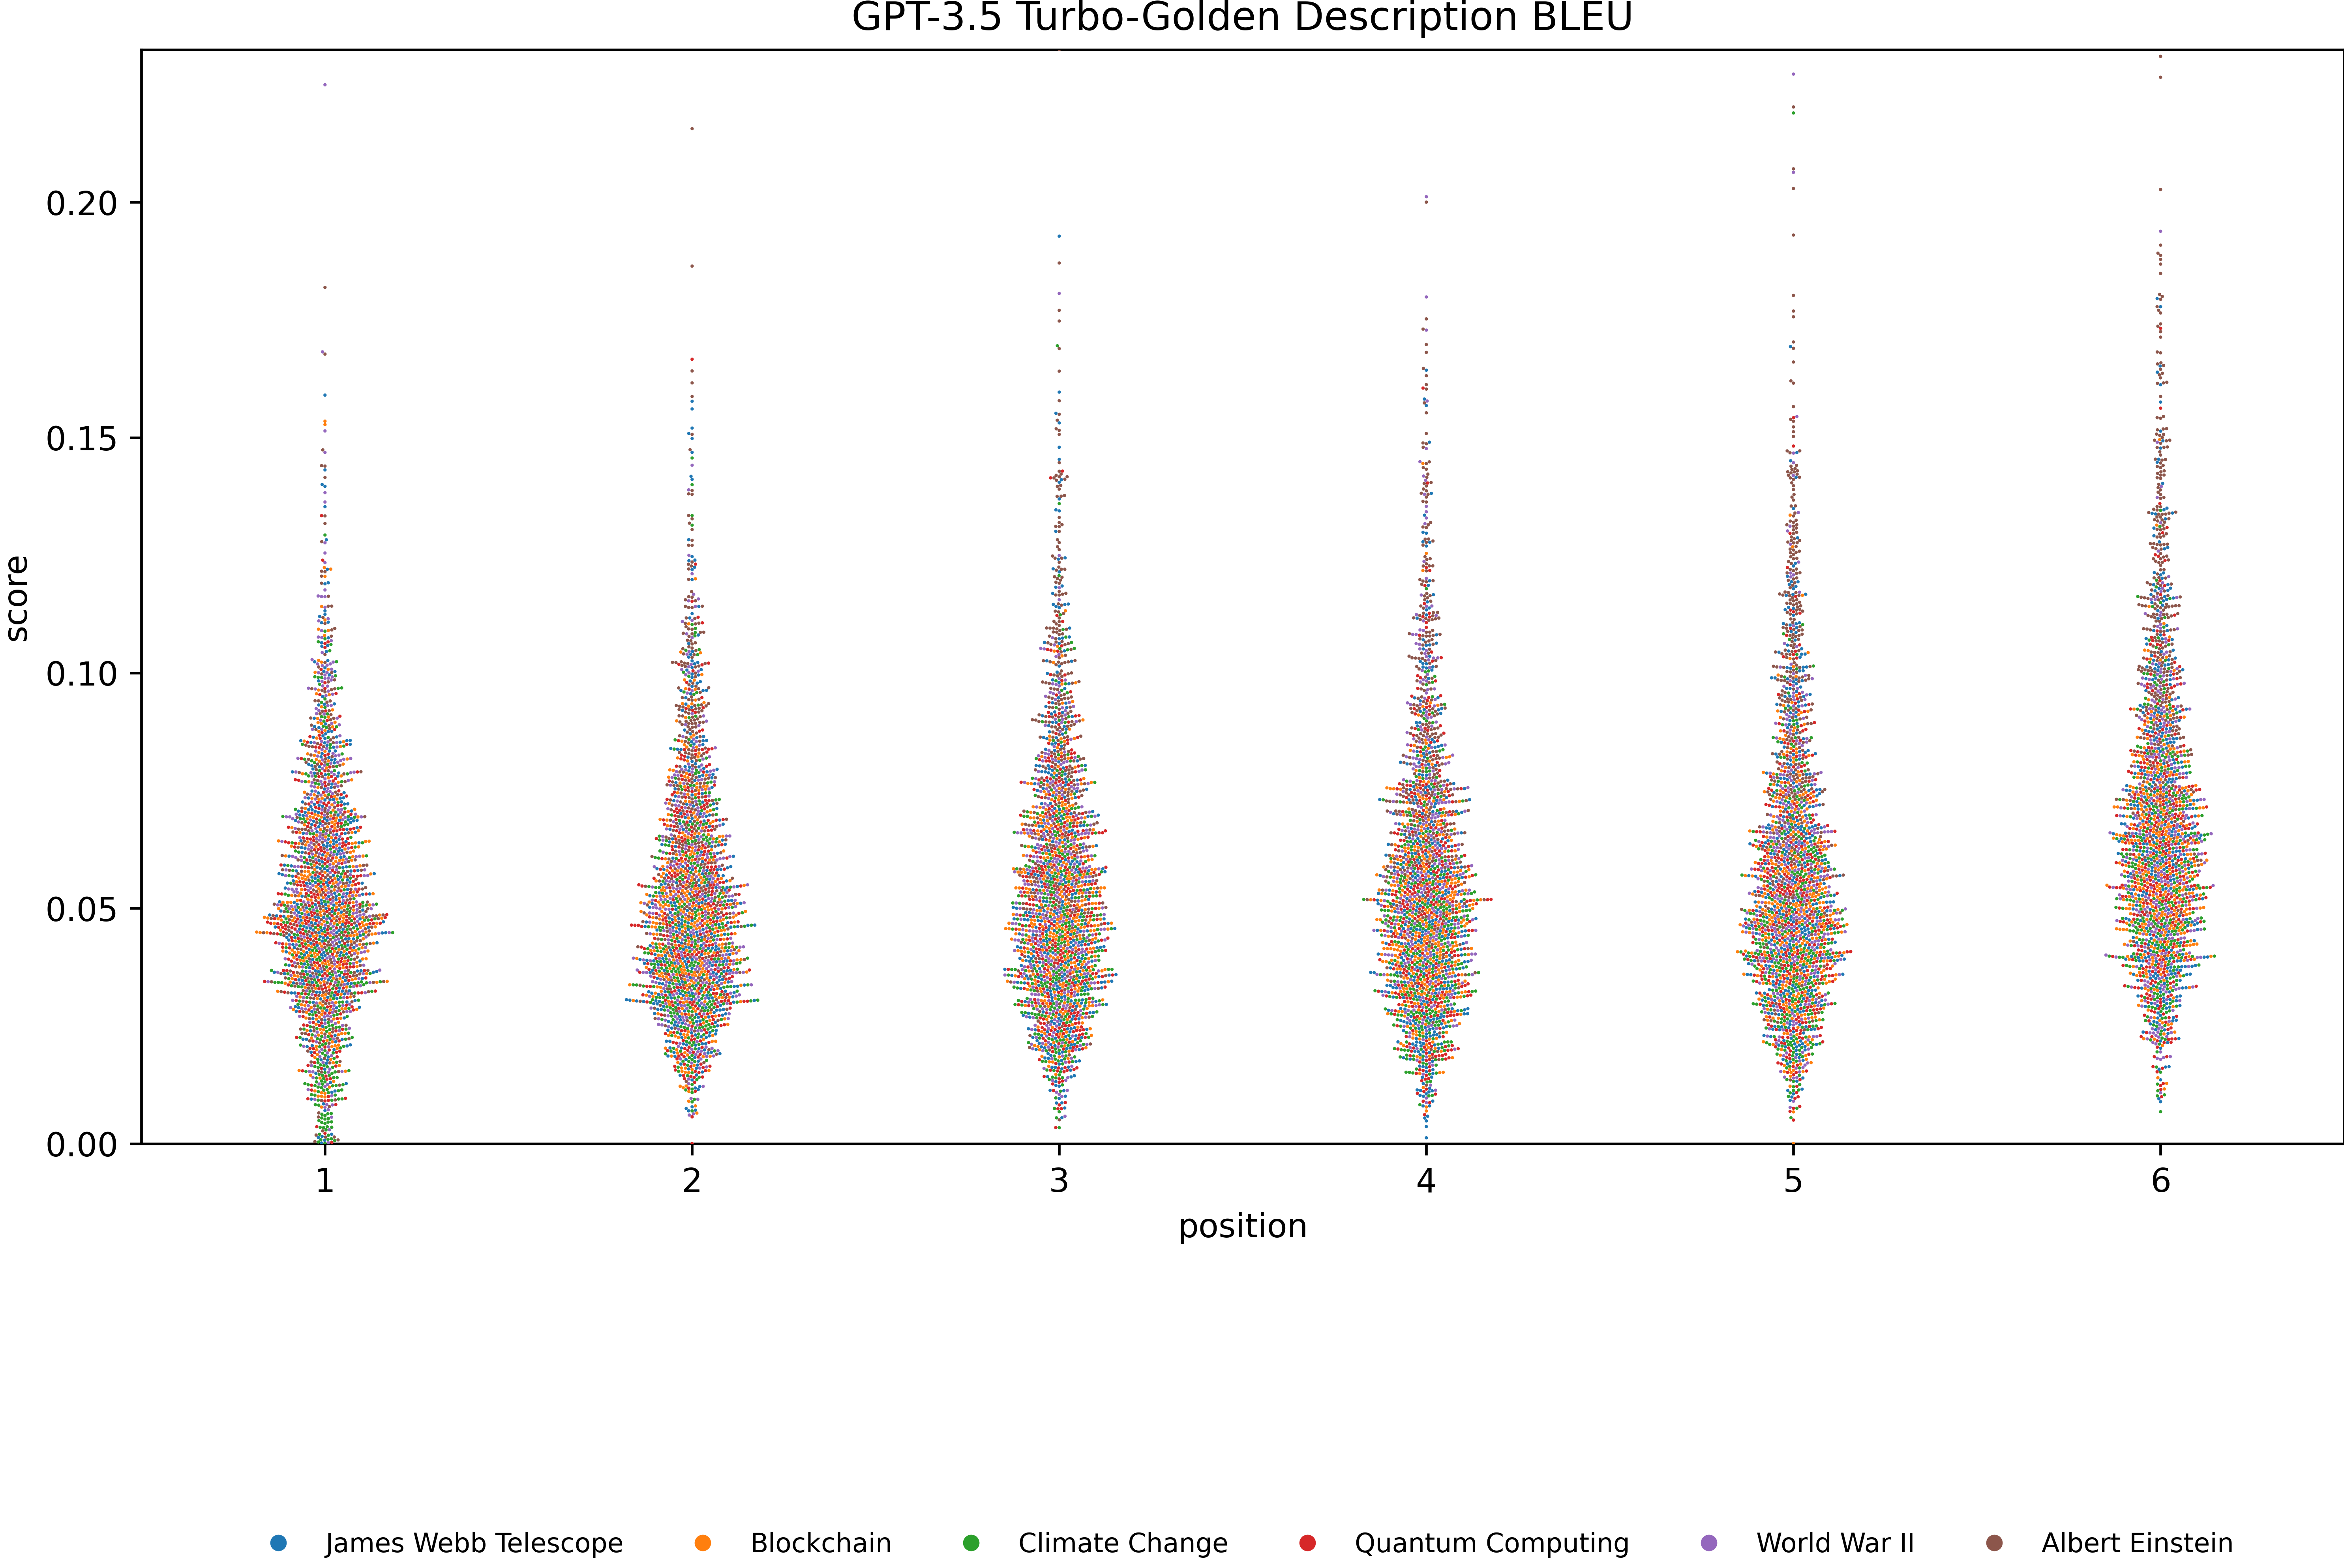 GPT-3.5 Turbo-Golden Description BLEU
score
0.20
0.15
0.10
0.05
0.00
1 2 3 4 5 6
position
James Webb Telescope Blockchain Climate Change Quantum Computing World War II Albert Einstein